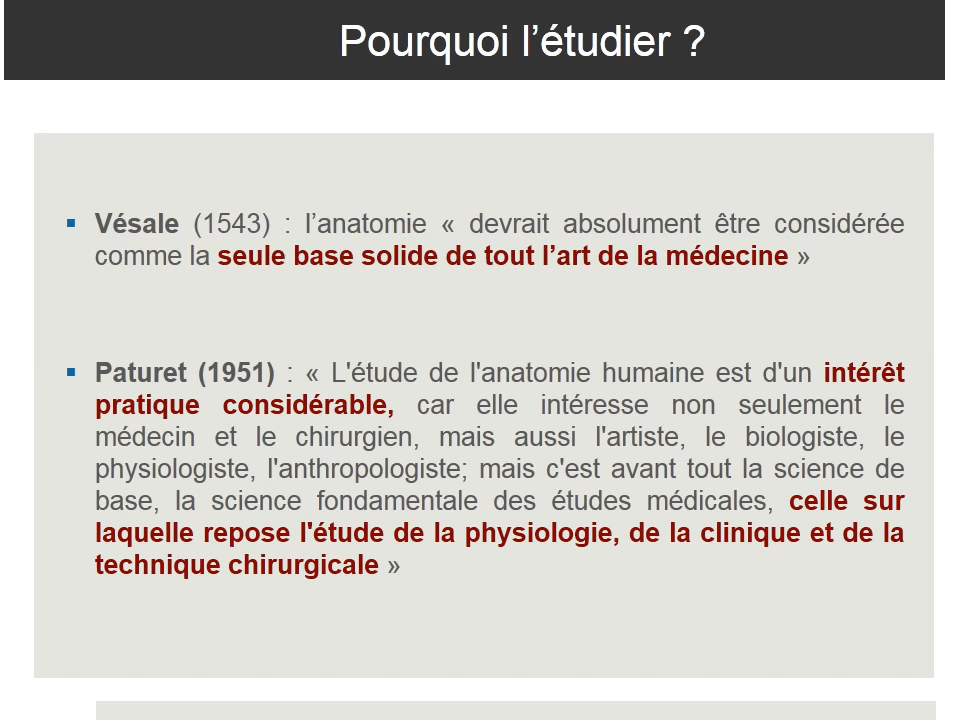 Pourquoi l’étudier ?
▪ Vésale (1543) : l’anatomie « devrait absolument être considérée
comme la seule base solide de tout l’art de la médecine »
▪ Paturet (1951) : « L'étude de l'anatomie humaine est d'un intérêt
pratique considérable, car elle intéresse non seulement le
médecin et le chirurgien, mais aussi l'artiste, le biologiste, le
physiologiste, l'anthropologiste; mais c'est avant tout la science de
base, la science fondamentale des études médicales, celle sur
laquelle repose l'étude de la physiologie, de la clinique et de la
technique chirurgicale »